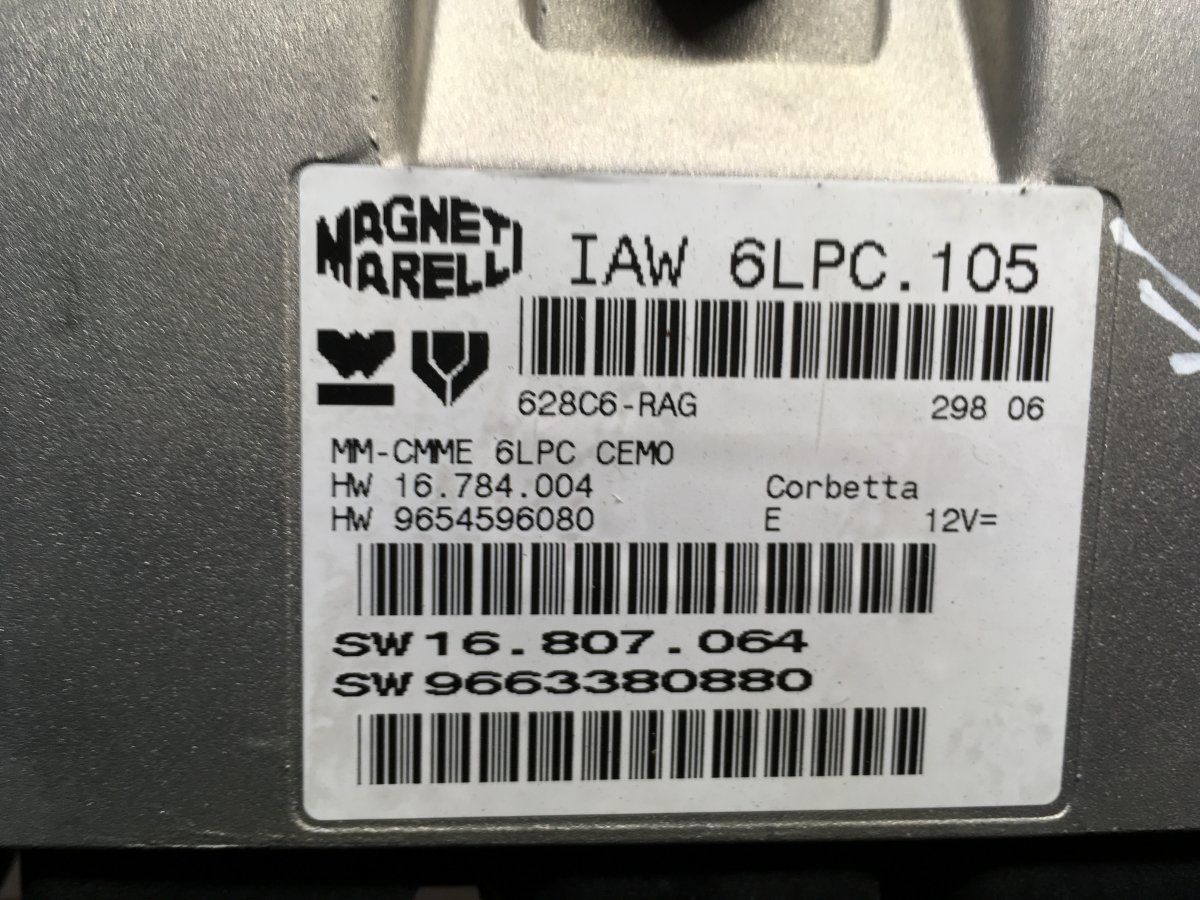 MAGNETI
MARELLI
IAW 6LPC.105
628C6-RAG 298 06
MM-CMME 6LPC CEMO
HW 16.784.004 Corbetta
HW 9654596080 E 12V=
SW 16.807.064
SW 9663380880